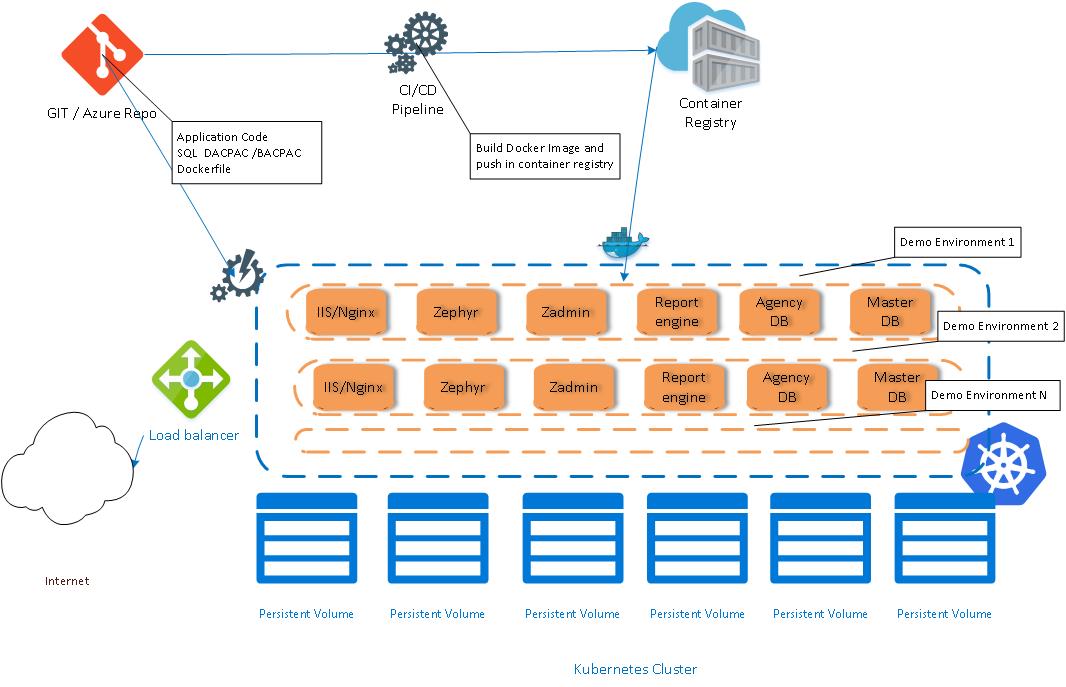 GIT / Azure Repo
CI/CD
Pipeline
Container
Registry
Application Code
SQL DACPAC /BACPAC
Dockerfile
Build Docker Image and
push in container registry
Demo Environment 1
IIS/Nginx
Zephyr
Zadmin
Report
engine
Agency
DB
Master
DB
Demo Environment 2
IIS/Nginx
Zephyr
Zadmin
Report
engine
Agency
DB
Master
DB
Demo Environment N
Load balancer
Internet
Persistent Volume
Persistent Volume
Persistent Volume
Persistent Volume
Persistent Volume
Persistent Volume
Kubernetes Cluster